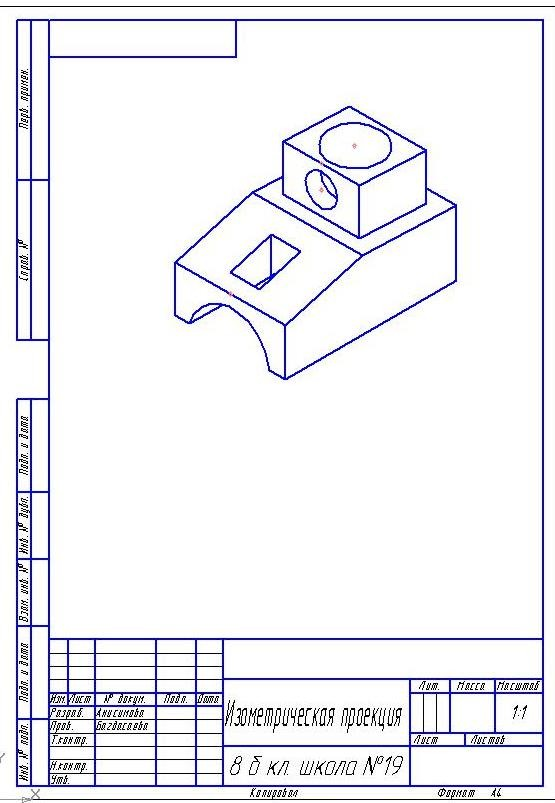 Перв. примен.
Справ. №
Подп. и дата
Инв. № дубл.
Взам. инв. №
Подп. и дата
Инв. № подл.
Изм. Лист № докум. Подп. Дата
Разраб. Анисимова
Пров. Багдасаева
Т.контр.
Н.контр.
Утв.
Изометрическая проекция
8 б кл. школа №19
Лит. Масса Масштаб
1:1
Лист Листов
Копировал Формат A4
Y
X